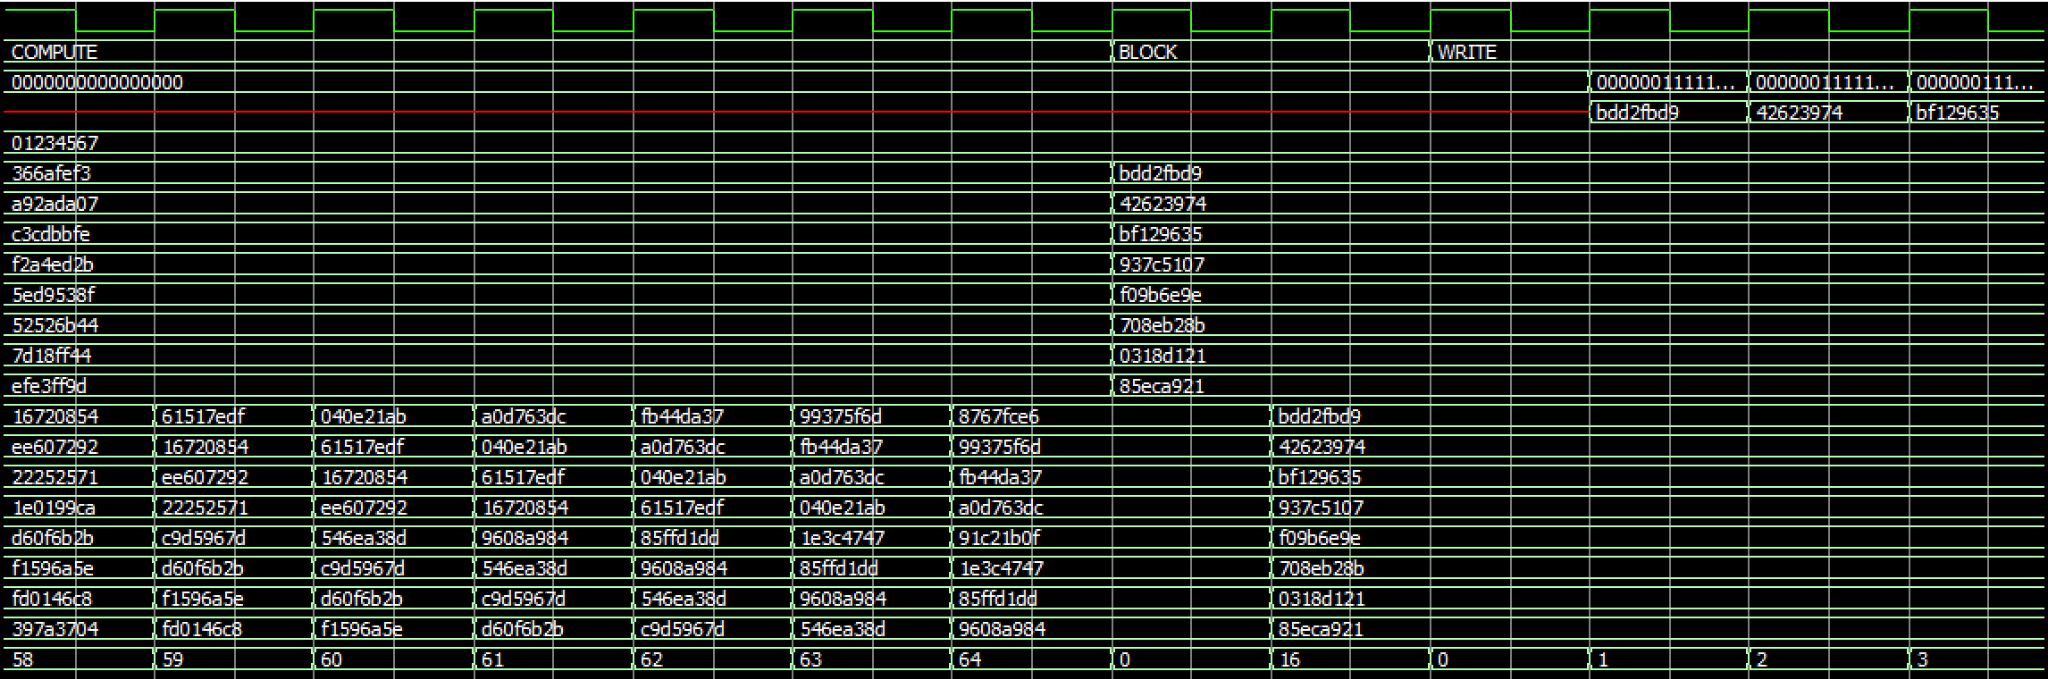 COMPUTE BLOCK WRITE
0000000000000000 00000011111... 00000011111... 000000111...
bdd2fbd9 42623974 bf129635
01234567
366afef3 bdd2fbd9
a92ada07 42623974
c3cdbbfe bf129635
f2a4ed2b 937c5107
5ed9538f f09b6e9e
52526b44 708eb28b
7d18ff44 0318d121
efe3ff9d 85eca921
16720854 61517edf 040e21ab a0d763dc fb44da37 99375f6d 8767fce6 bdd2fbd9
ee607292 16720854 61517edf 040e21ab a0d763dc fb44da37 99375f6d 42623974
22252571 ee607292 16720854 61517edf 040e21ab a0d763dc fb44da37 bf129635
1e0199ca 22252571 ee607292 16720854 61517edf 040e21ab a0d763dc 937c5107
d60f6b2b c9d5967d 546ea38d 9608a984 85ffd1dd 1e3c4747 91c21b0f f09b6e9e
f1596a5e d60f6b2b c9d5967d 546ea38d 9608a984 85ffd1dd 1e3c4747 708eb28b
fd0146c8 f1596a5e d60f6b2b c9d5967d 546ea38d 9608a984 85ffd1dd 0318d121
397a3704 fd0146c8 f1596a5e d60f6b2b c9d5967d 546ea38d 9608a984 85eca921
58 59 60 61 62 63 64 0 16 0 1 2 3